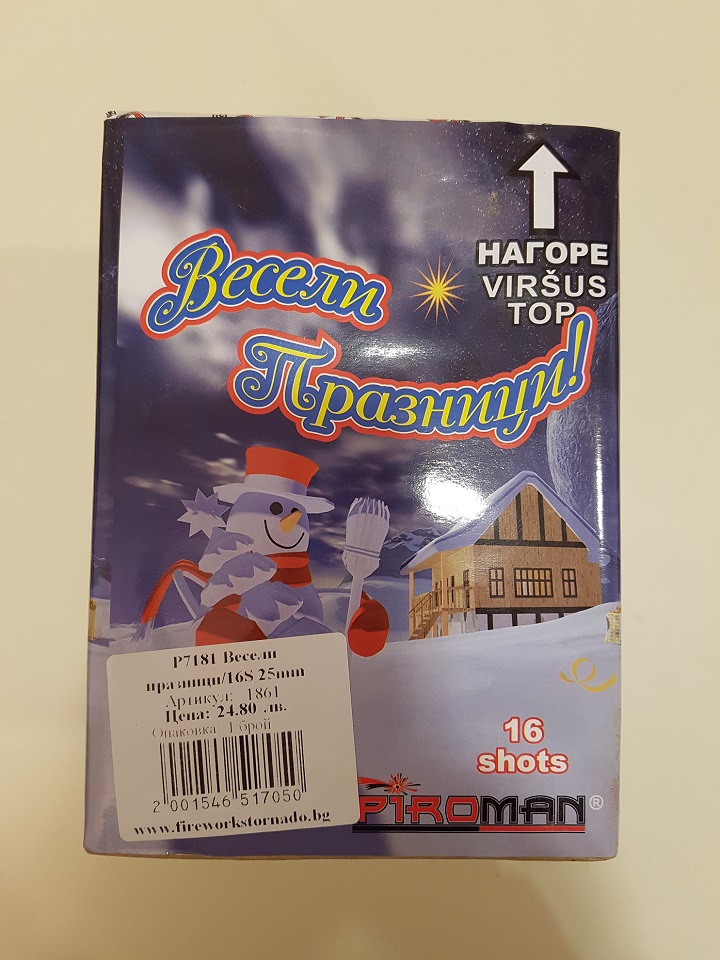 НАГОРЕ
VIRŠUS
TOP
Весели
Празници!
P7181 Весели
празници/16S 25mm
Артикул: 1861
Цена: 24.80 лв.
Опаковка 1 брой
2 001546 517050
www.fireworkstornado.bg
16
shots
PIROMAN®